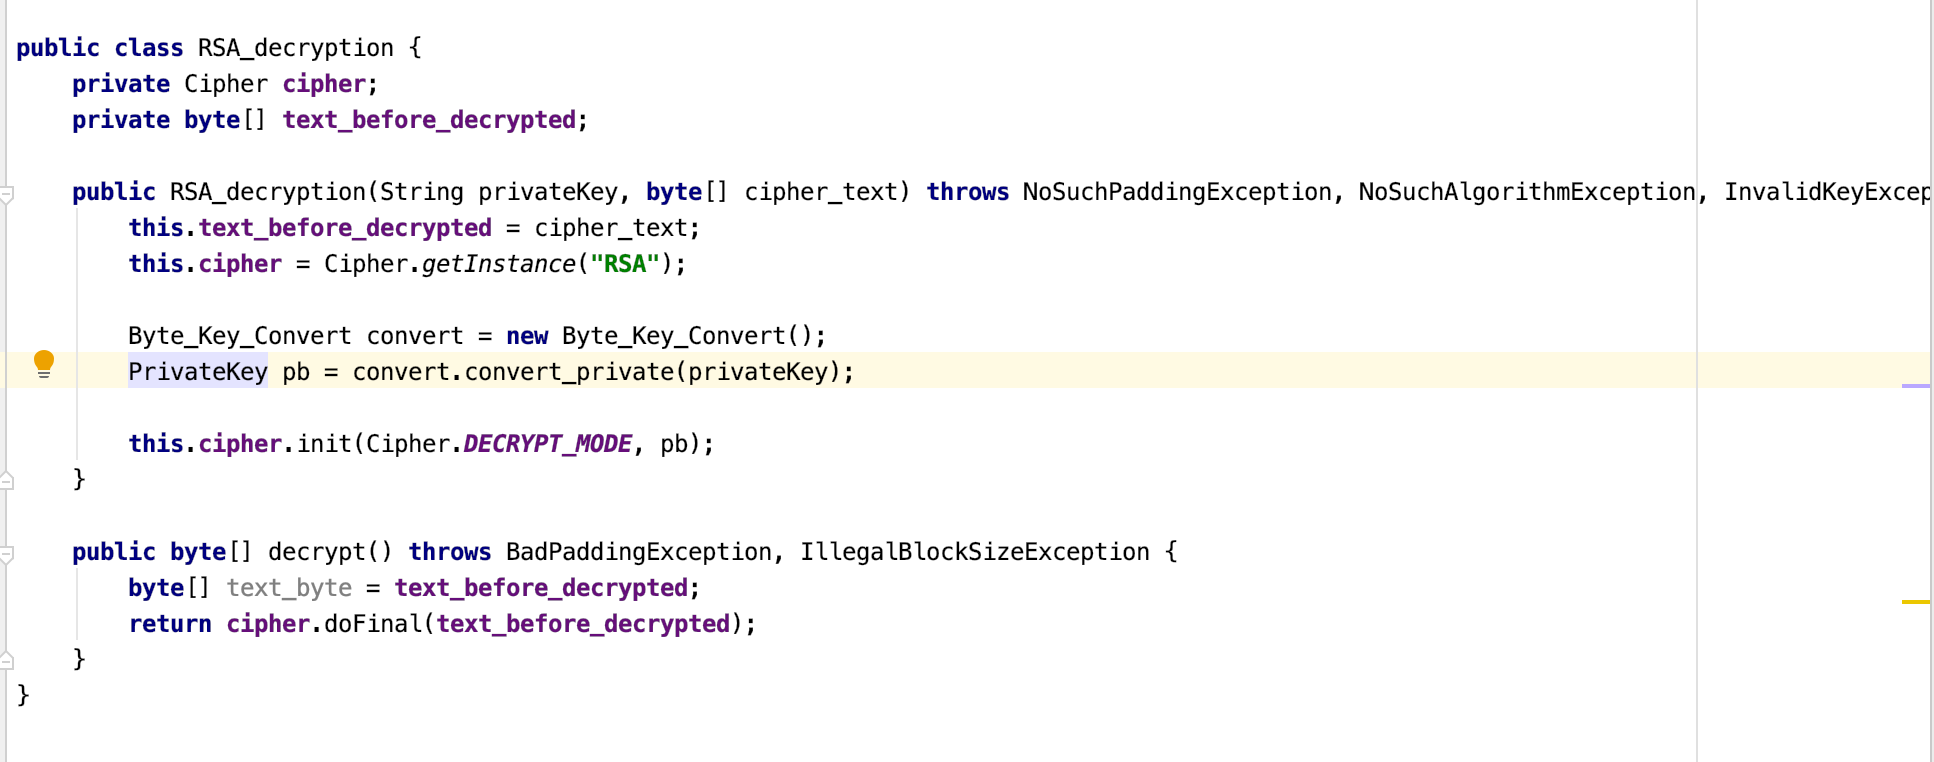 public class RSA_decryption {
    private Cipher cipher;
    private byte[] text_before_decrypted;
    public RSA_decryption(String privateKey, byte[] cipher_text) throws NoSuchPaddingException, NoSuchAlgorithmException, InvalidKeyExcep
        this.text_before_decrypted = cipher_text;
        this.cipher = Cipher.getInstance("RSA");
        Byte_Key_Convert convert = new Byte_Key_Convert();
        PrivateKey pb = convert.convert_private(privateKey);
        this.cipher.init(Cipher.DECRYPT_MODE, pb);
    }
    public byte[] decrypt() throws BadPaddingException, IllegalBlockSizeException {
        byte[] text_byte = text_before_decrypted;
        return cipher.doFinal(text_before_decrypted);
    }
}